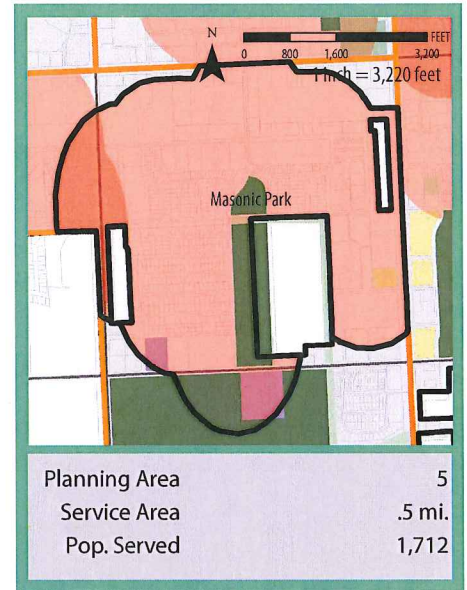 N
FEET
0 800 1,600 3,200
1 inch = 3,220 feet
Masonic Park
Planning Area 5
Service Area .5 mi.
Pop. Served 1,712